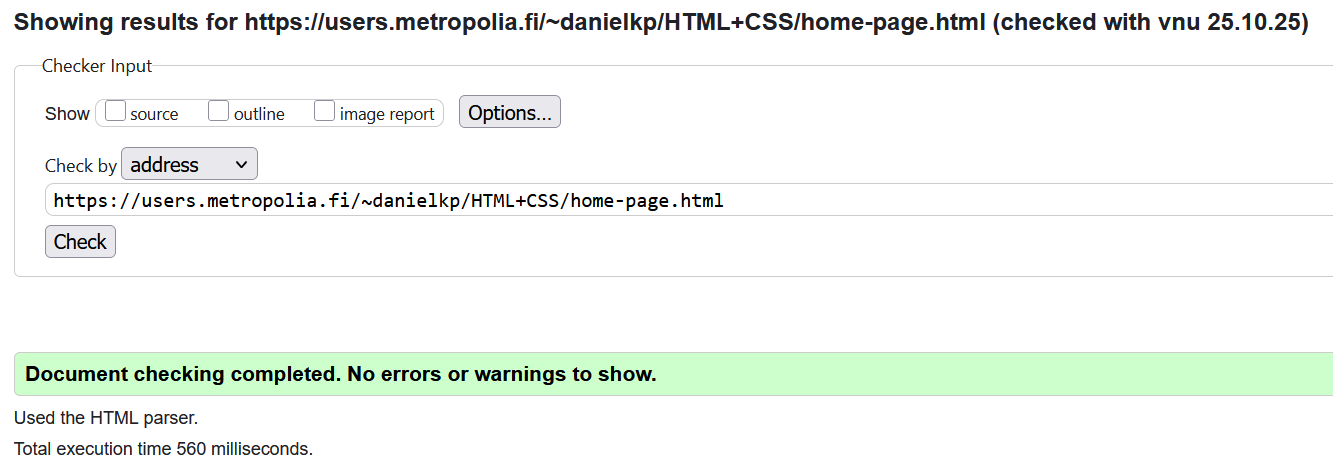 Showing results for https://users.metropolia.fi/~danielkp/HTML+CSS/home-page.html (checked with vnu 25.10.25)
Checker Input
Show source outline image report Options...
Check by address
https://users.metropolia.fi/~danielkp/HTML+CSS/home-page.html
Check
Document checking completed. No errors or warnings to show.
Used the HTML parser.
Total execution time 560 milliseconds.